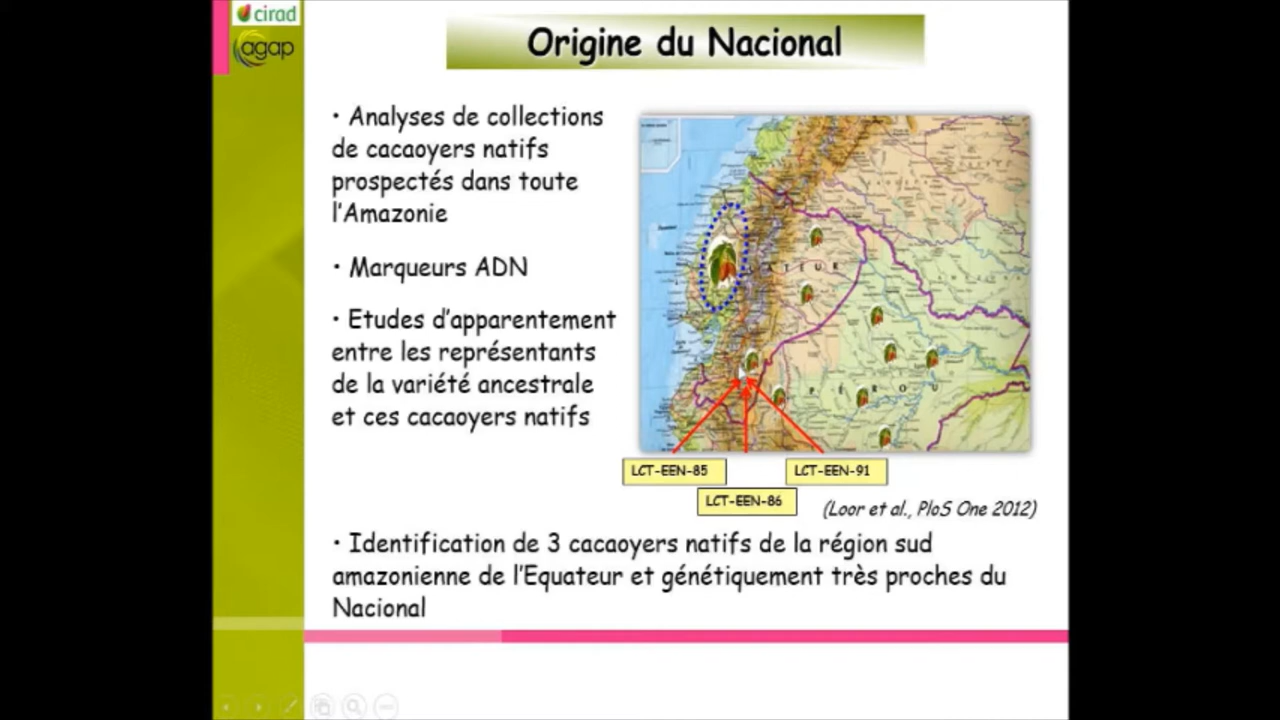 cirad
agap
Origine du Nacional
• Analyses de collections
de cacaoyers natifs
prospectés dans toute
l'Amazonie
• Marqueurs ADN
• Etudes d'apparentement
entre les représentants
de la variété ancestrale
et ces cacaoyers natifs
PÉROU
LCT-EEN-85
LCT-EEN-91
LCT-EEN-86
(Loor et al., PloS One 2012)
• Identification de 3 cacaoyers natifs de la région sud
amazonienne de l'Equateur et génétiquement très proches du
Nacional